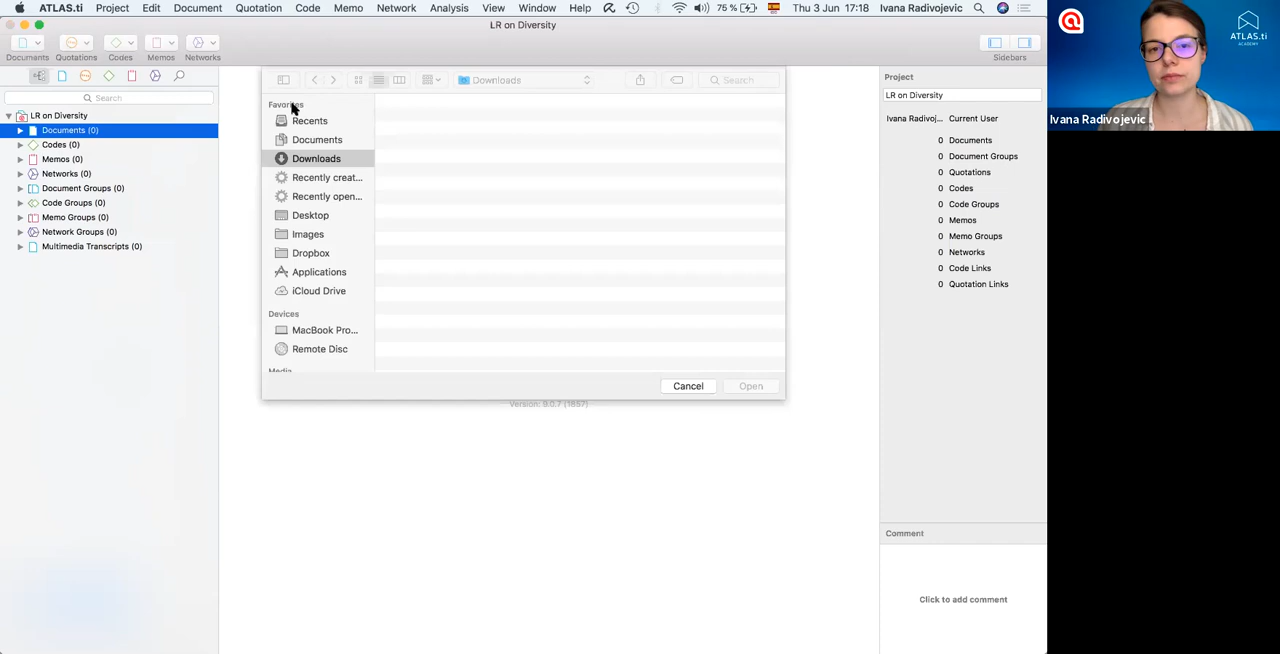 ATLAS.ti Project Edit Document Quotation Code Memo Network Analysis View Window Help 75 % Thu 3 Jun 17:18 Ivana Radivojevic
LR on Diversity
Documents Quotations Codes Memos Networks
Sidebars
Search
LR on Diversity
Documents (0)
Codes (0)
Memos (0)
Networks (0)
Document Groups (0)
Code Groups (0)
Memo Groups (0)
Network Groups (0)
Multimedia Transcripts (0)
Downloads
Search
Favorites
Recents
Documents
Downloads
Recently creat...
Recently open...
Desktop
Images
Dropbox
Applications
iCloud Drive
Devices
MacBook Pro...
Remote Disc
Media
Cancel Open
Version: 9.0.7 (1857)
Project
LR on Diversity
Ivana Radivoj... Current User
0 Documents
0 Document Groups
0 Quotations
0 Codes
0 Code Groups
0 Memos
0 Memo Groups
0 Networks
0 Code Links
0 Quotation Links
Comment
Click to add comment
ATLAS.ti
ACADEMY
Ivana Radivojevic